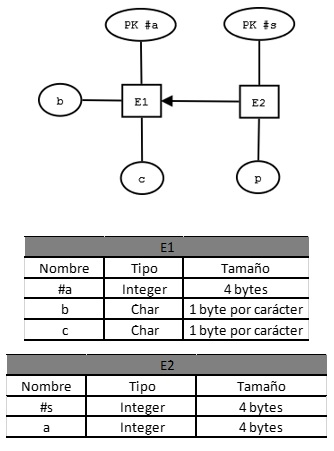 PK #a PK #s
b E1 E2
c p
E1
Nombre Tipo Tamaño
#a Integer 4 bytes
b Char 1 byte por carácter
c Char 1 byte por carácter
E2
Nombre Tipo Tamaño
#s Integer 4 bytes
a Integer 4 bytes